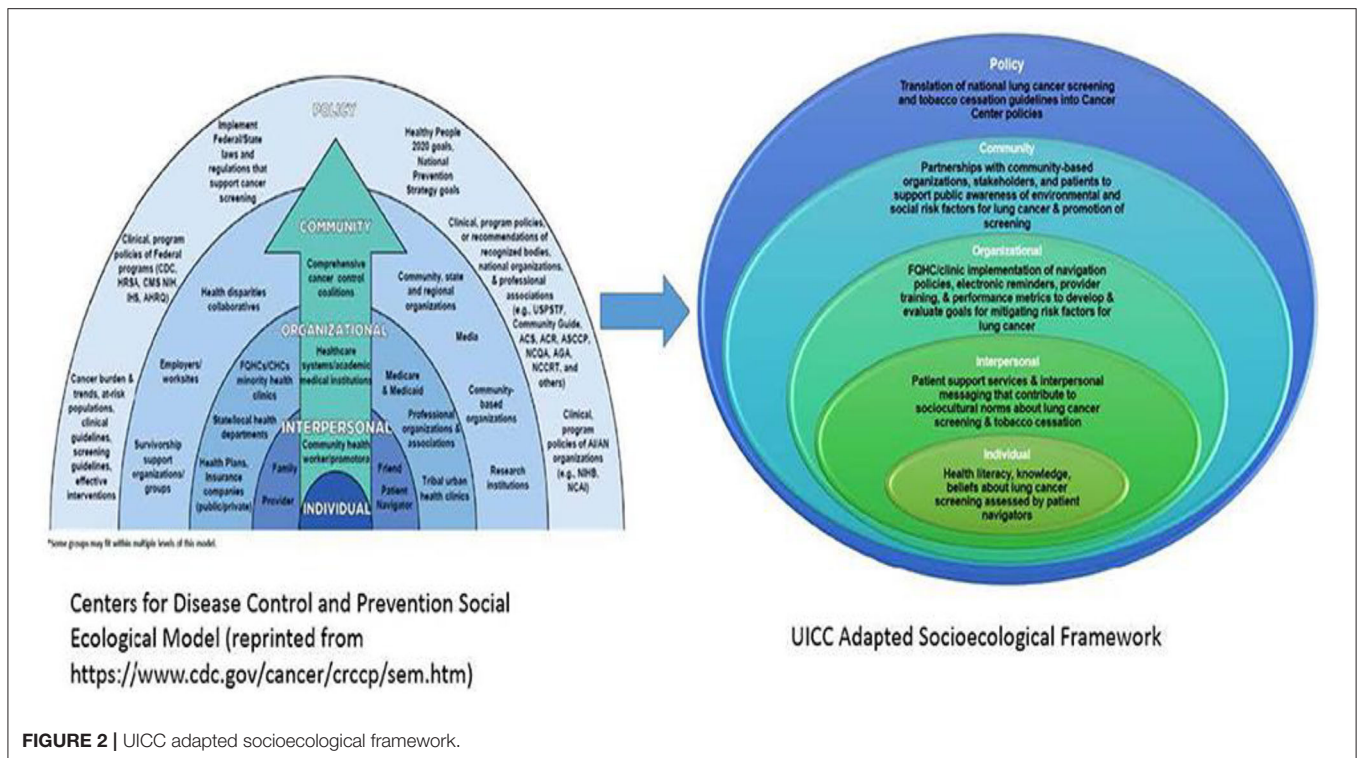 POLICY
Implement
Federal/State
laws and
regulations that
support cancer
screening
Healthy People
2020 goals,
National
Prevention
Strategy goals
Clinical, program
policies of Federal
programs (CDC,
HRSA, CMS NIH,
IHS, AHRQ)
Clinical, program policies,
or recommendations of
recognized bodies,
national organizations,
& professional
associations
(e.g., USPSTF,
Community Guide,
ACS, ACR, ASCCP,
NCQA, AGA,
NCCRT, and
others)
Cancer burden &
trends, at-risk
populations,
clinical
guidelines,
screening
guidelines,
effective
interventions
Clinical,
program
policies of AI/AN
organizations
(e.g., NIHB,
NCAI)
COMMUNITY
Comprehensive
cancer control
coalitions
Health disparities
collaboratives
Community, state
and regional
organizations
Media
Employers/
worksites
Community-
based
organizations
Survivorship
support
organizations/
groups
Research
institutions
ORGANIZATIONAL
Healthcare
systems/academic
medical institutions
FQHCs/CHCs
minority health
clinics
Medicare
& Medicaid
State/local health
departments
Professional
organizations &
associations
Health Plans,
Insurance
companies
(public/private)
Tribal urban
health clinics
INTERPERSONAL
Community health
worker/promotora
Family
Provider
Friend
Patient
Navigator
INDIVIDUAL
*Some groups may fit within multiple levels of this model.
Centers for Disease Control and Prevention Social
Ecological Model (reprinted from
https://www.cdc.gov/cancer/crccp/sem.htm)
Policy
Translation of national lung cancer screening
and tobacco cessation guidelines into Cancer
Center policies
Community
Partnerships with community-based
organizations, stakeholders, and patients to
support public awareness of environmental and
social risk factors for lung cancer & promotion of
screening
Organizational
FQHC/clinic implementation of navigation
policies, electronic reminders, provider
training, & performance metrics to develop &
evaluate goals for mitigating risk factors for
lung cancer
Interpersonal
Patient support services & interpersonal
messaging that contribute to
sociocultural norms about lung cancer
screening & tobacco cessation
Individual
Health literacy, knowledge,
beliefs about lung cancer
screening assessed by patient
navigators
UICC Adapted Socioecological Framework
FIGURE 2 | UICC adapted socioecological framework.